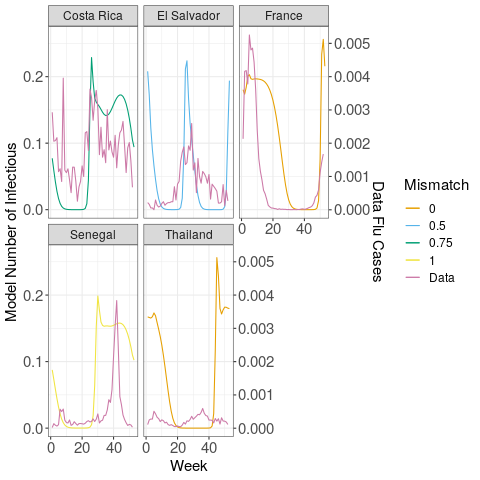 Costa Rica El Salvador France
0.2
0.1
0.0
0.005
0.004
0.003
0.002
0.001
0.000
0 20 40
Model Number of Infectious
Data Flu Cases
Mismatch
0
0.5
0.75
1
Data
Senegal Thailand
0.2
0.1
0.0
0.005
0.004
0.003
0.002
0.001
0.000
0 20 40 0 20 40
Week